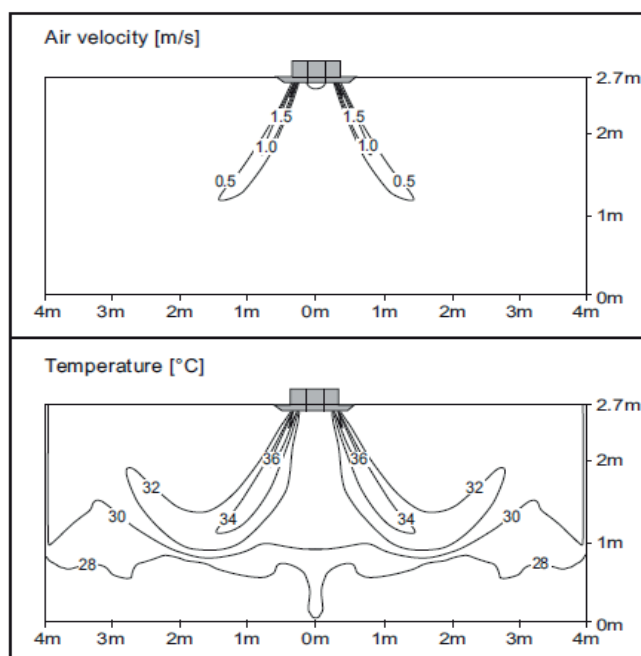 Air velocity [m/s]
2.7m
1.5 1.5
2m
1.0 1.0
0.5 0.5
1m
0m
4m 3m 2m 1m 0m 1m 2m 3m 4m
Temperature [°C]
2.7m
36 36
2m
32 32
30 34 34 30
1m
28 28
0m
4m 3m 2m 1m 0m 1m 2m 3m 4m